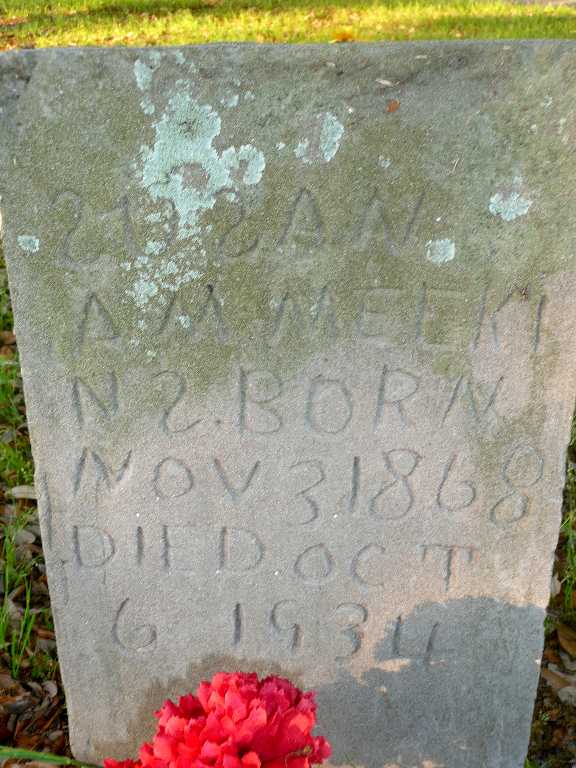 SUSAN
A M. MEEKI
NS. BORN
NOV 3 1868
DIED OCT
6 1934